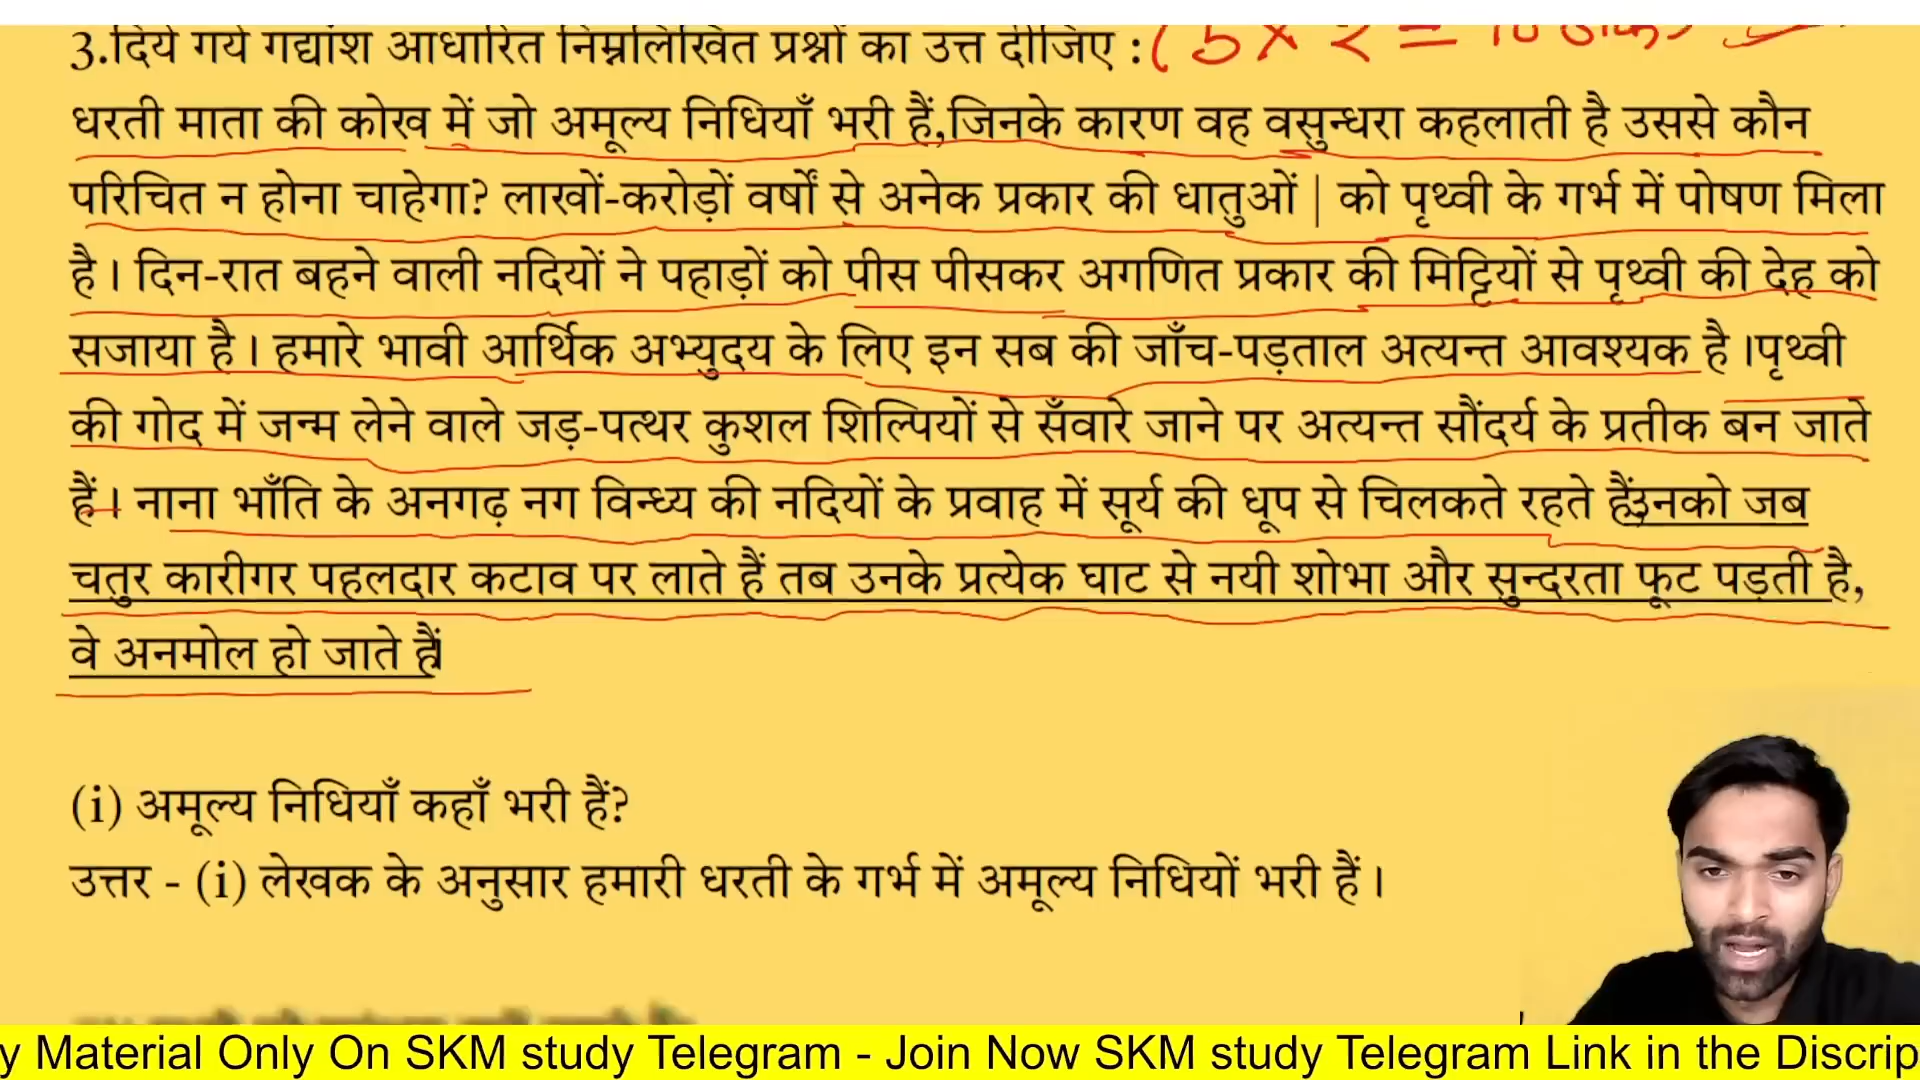 3.दिये गये गद्यांश आधारित निम्नलिखित प्रश्नों का उत्त दीजिए : ( 5 × 2 = 10 अंक)
धरती माता की कोख में जो अमूल्य निधियाँ भरी हैं,जिनके कारण वह वसुन्धरा कहलाती है उससे कौन
परिचित न होना चाहेगा? लाखों-करोड़ों वर्षों से अनेक प्रकार की धातुओं | को पृथ्वी के गर्भ में पोषण मिला
है। दिन-रात बहने वाली नदियों ने पहाड़ों को पीस पीसकर अगणित प्रकार की मिट्टियों से पृथ्वी की देह को
सजाया है। हमारे भावी आर्थिक अभ्युदय के लिए इन सब की जाँच-पड़ताल अत्यन्त आवश्यक है ।पृथ्वी
की गोद में जन्म लेने वाले जड़-पत्थर कुशल शिल्पियों से सँवारे जाने पर अत्यन्त सौंदर्य के प्रतीक बन जाते
हैं। नाना भाँति के अनगढ़ नग विन्ध्य की नदियों के प्रवाह में सूर्य की धूप से चिलकते रहते हैं,उनको जब
चतुर कारीगर पहलदार कटाव पर लाते हैं तब उनके प्रत्येक घाट से नयी शोभा और सुन्दरता फूट पड़ती है,
वे अनमोल हो जाते हैं।
(i) अमूल्य निधियाँ कहाँ भरी हैं?
उत्तर - (i) लेखक के अनुसार हमारी धरती के गर्भ में अमूल्य निधियों भरी हैं ।
y Material Only On SKM study Telegram - Join Now SKM study Telegram Link in the Discrip